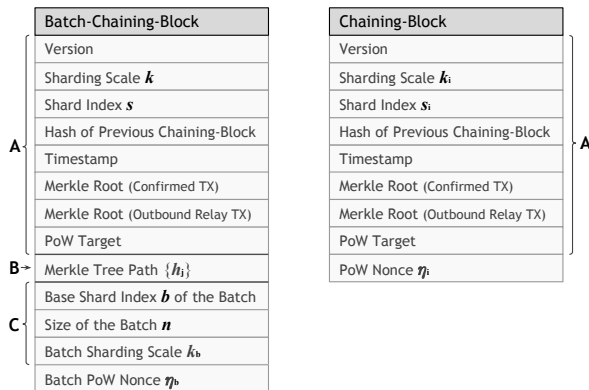 Batch-Chaining-Block
Version
Sharding Scale k
Shard Index s
Hash of Previous Chaining-Block
Timestamp
Merkle Root (Confirmed TX)
Merkle Root (Outbound Relay TX)
PoW Target
Merkle Tree Path {hj}
Base Shard Index b of the Batch
Size of the Batch n
Batch Sharding Scale kb
Batch PoW Nonce ηb
A
B
C
Chaining-Block
Version
Sharding Scale ki
Shard Index si
Hash of Previous Chaining-Block
Timestamp
Merkle Root (Confirmed TX)
Merkle Root (Outbound Relay TX)
PoW Target
PoW Nonce ηi
A